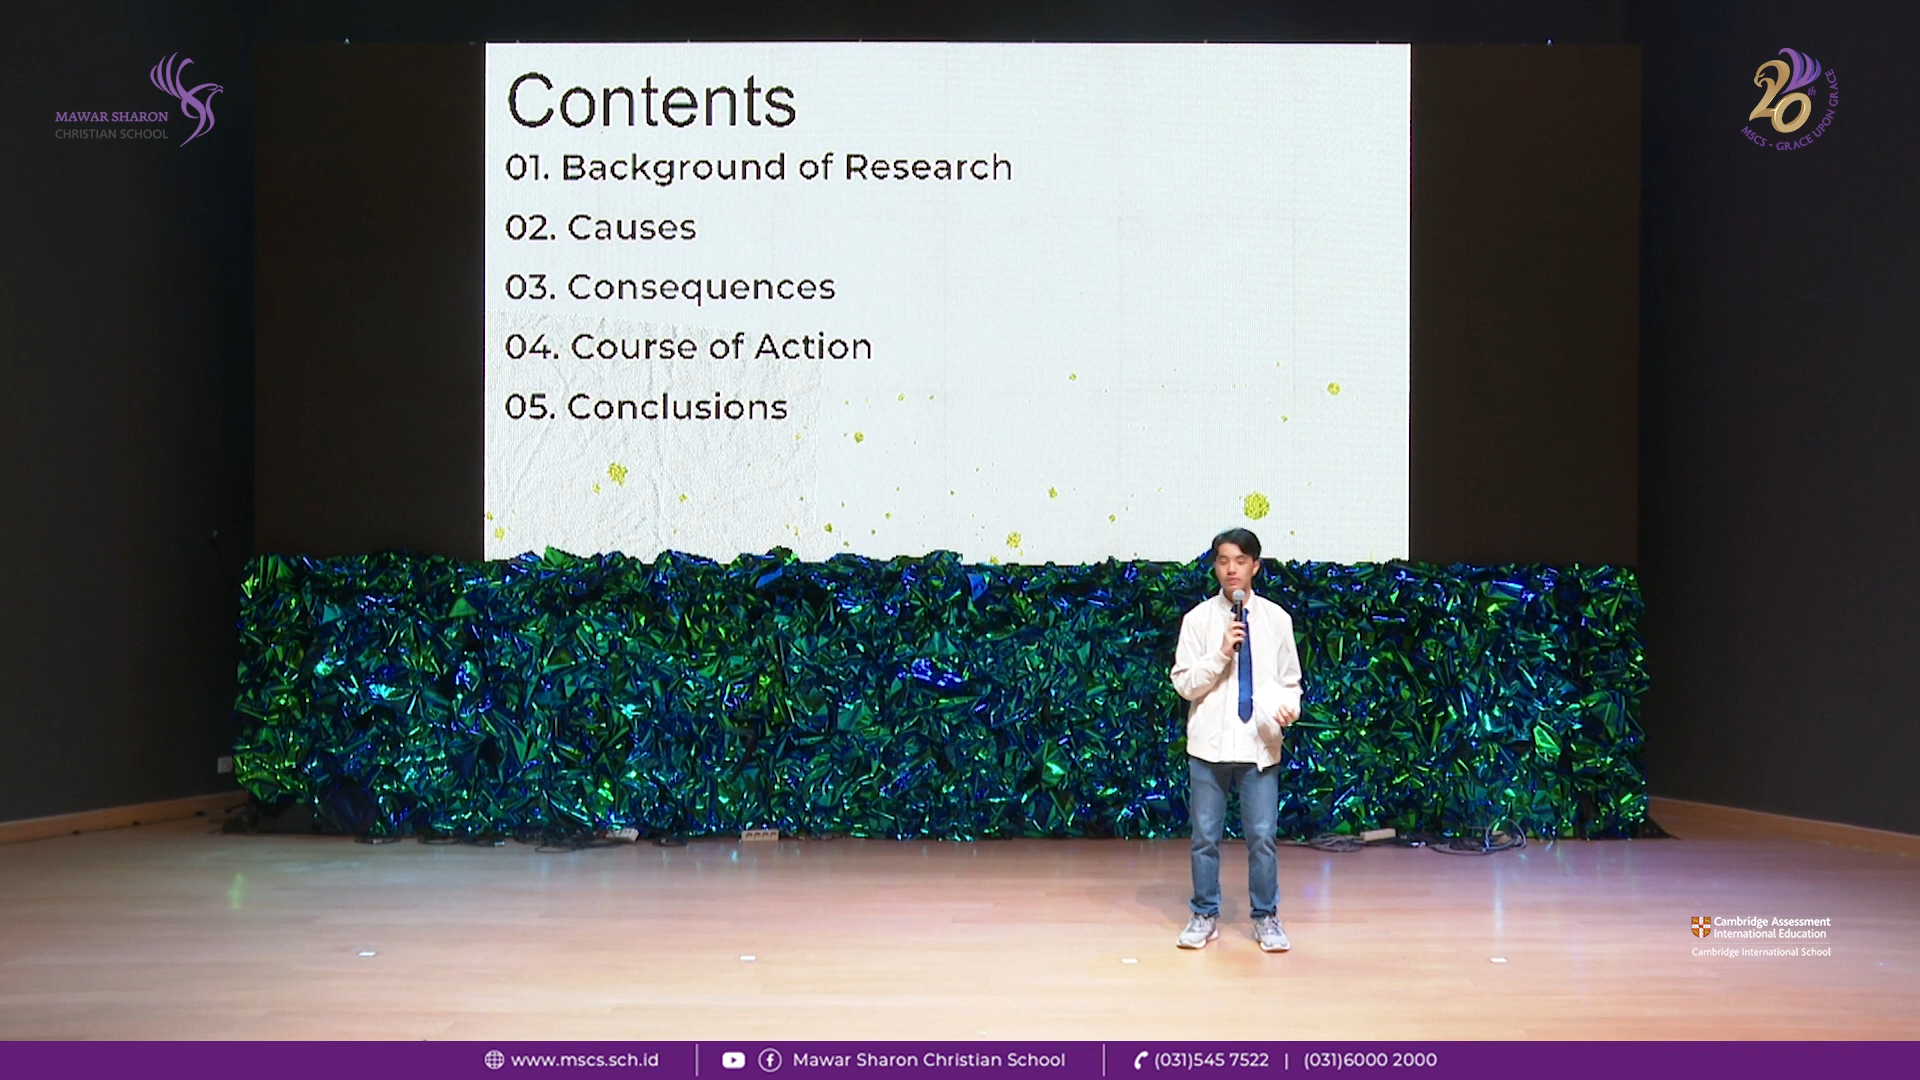 MAWAR SHARON
CHRISTIAN SCHOOL
20th
MSCS - GRACE UPON GRACE
Contents
01. Background of Research
02. Causes
03. Consequences
04. Course of Action
05. Conclusions
Cambridge Assessment
International Education
Cambridge International School
www.mscs.sch.id
Mawar Sharon Christian School
(031)545 7522 | (031)6000 2000